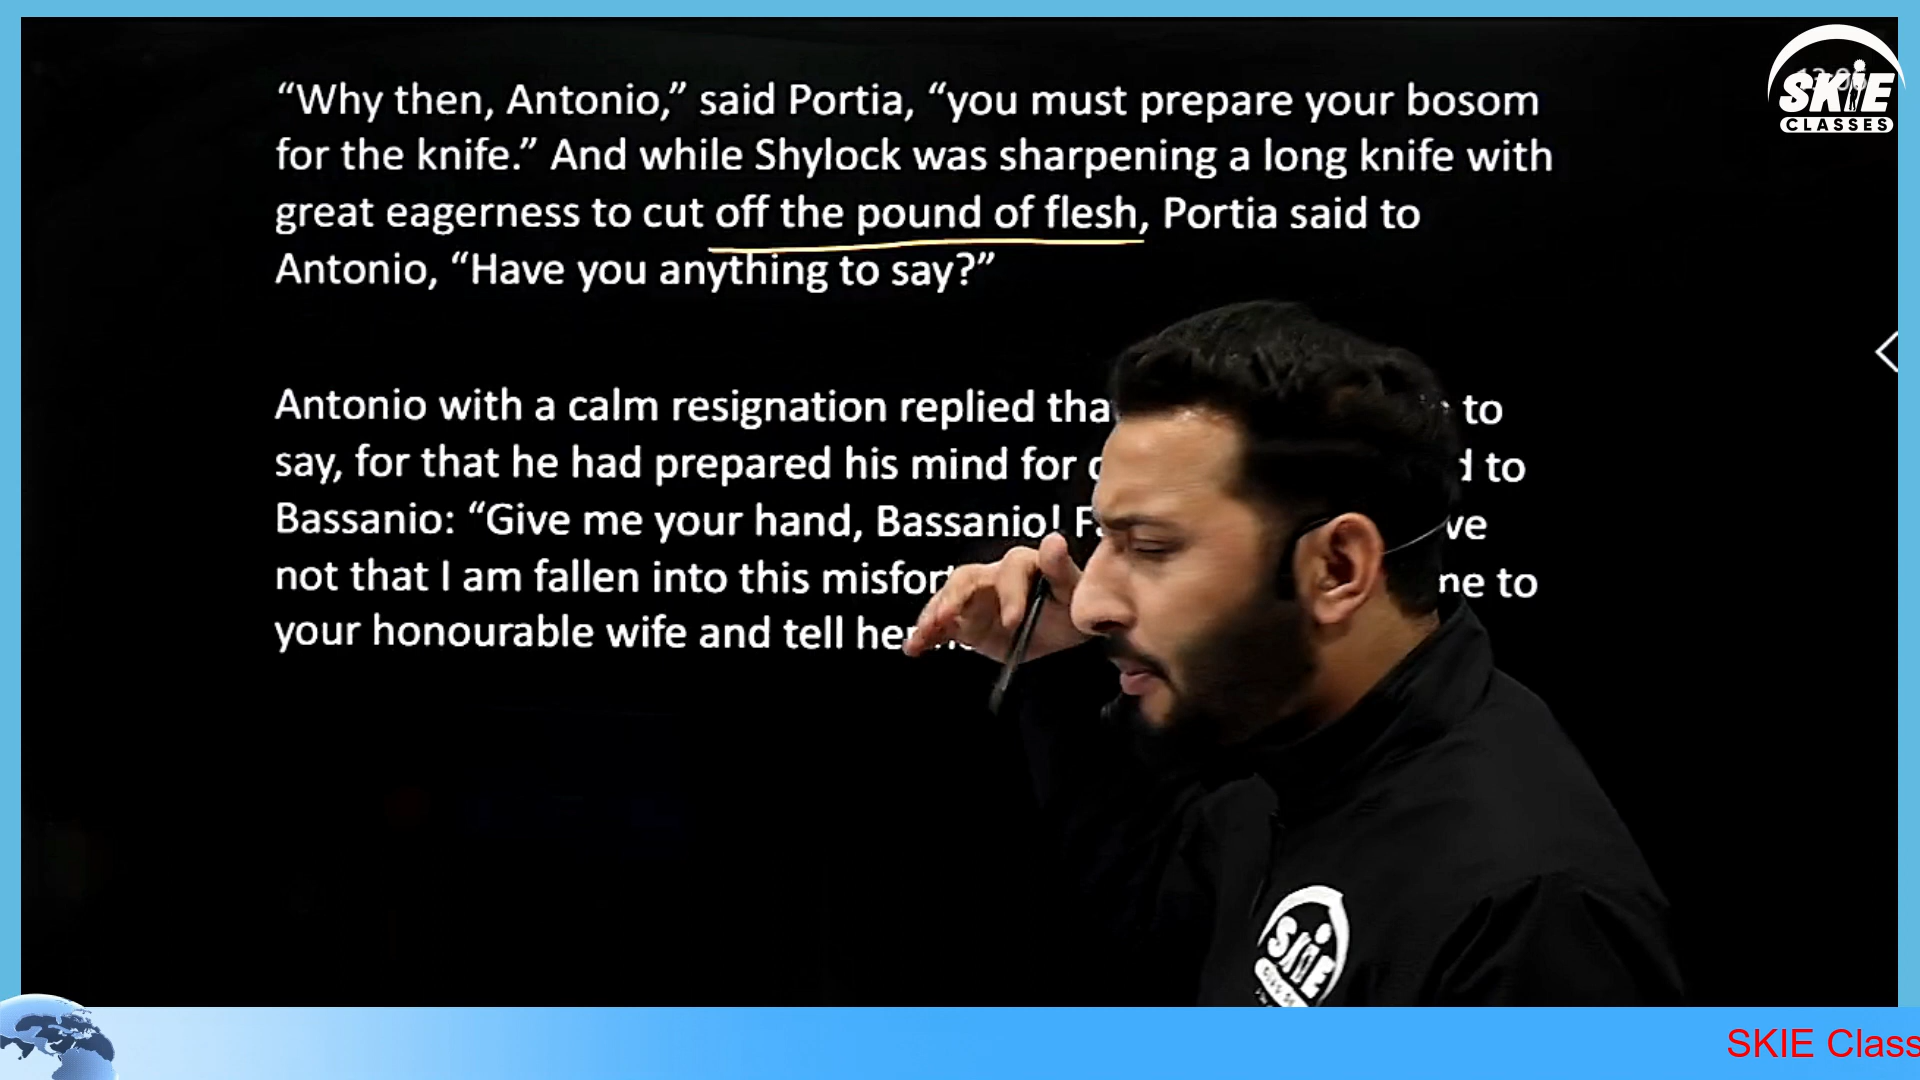 “Why then, Antonio,” said Portia, “you must prepare your bosom
for the knife.” And while Shylock was sharpening a long knife with
great eagerness to cut off the pound of flesh, Portia said to
Antonio, “Have you anything to say?”
Antonio with a calm resignation replied to
say, for that he had prepared his mind for to
Bassanio: “Give me your hand, Bassanio!
not that I am fallen into this to
your honourable wife and tell
SKIE
CLASSES
SKIE
SKIE Class